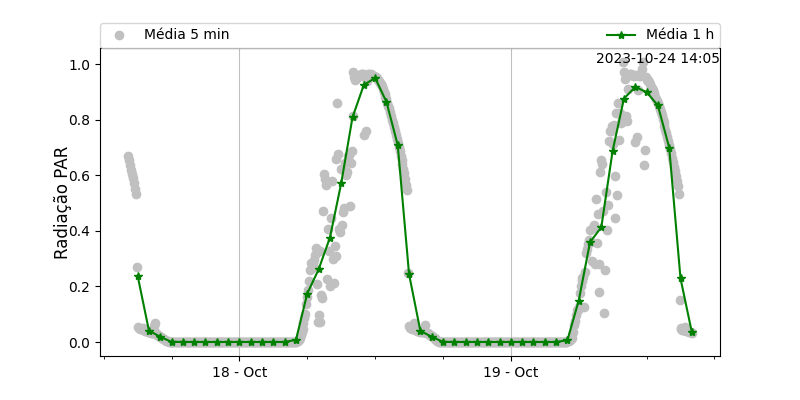 Média 5 min
Média 1 h
2023-10-24 14:05
Radiação PAR
1.0
0.8
0.6
0.4
0.2
0.0
18 - Oct
19 - Oct